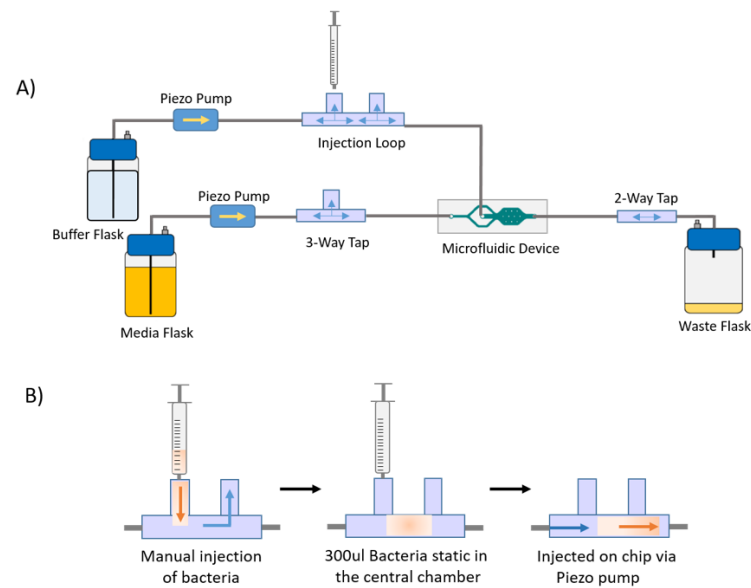 A)
Piezo Pump
Injection Loop
Buffer Flask
Piezo Pump
3-Way Tap
Microfluidic Device
2-Way Tap
Media Flask
Waste Flask
B)
Manual injection
of bacteria
300ul Bacteria static in
the central chamber
Injected on chip via
Piezo pump